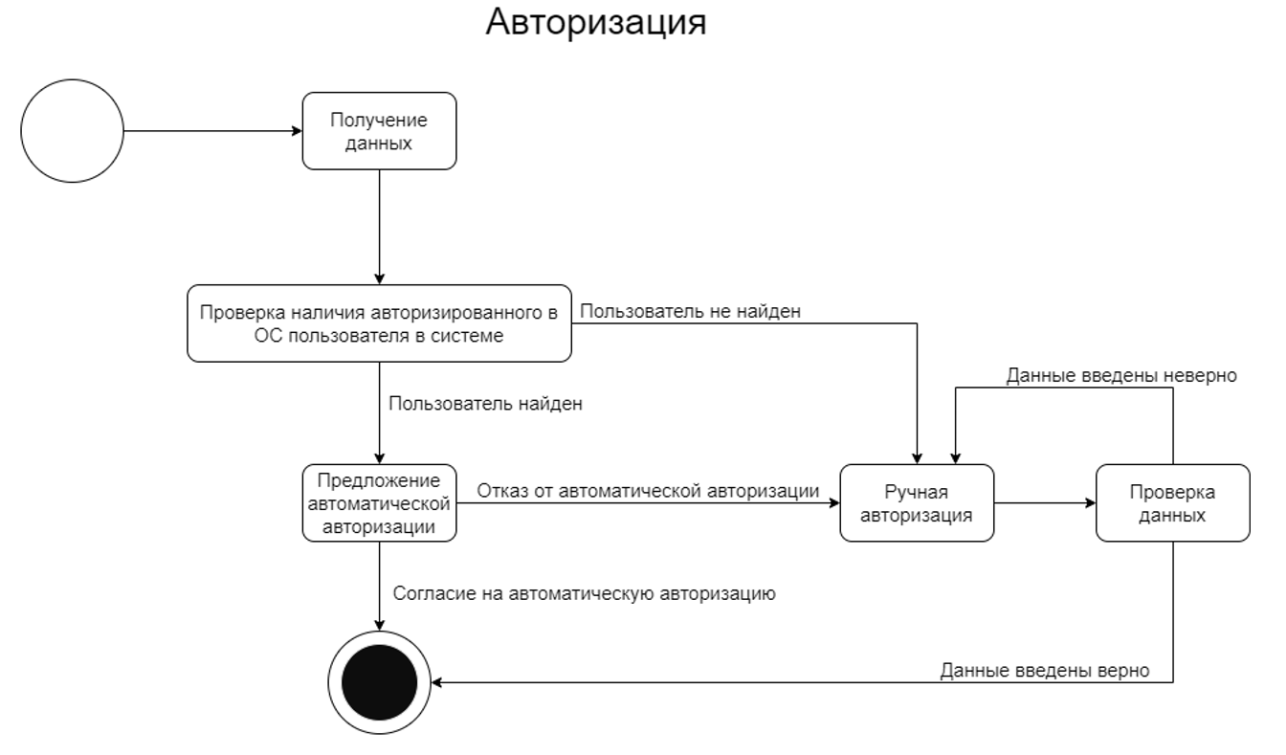 Авторизация
Получение
данных
Проверка наличия авторизированного в
ОС пользователя в системе
Пользователь не найден
Данные введены неверно
Пользователь найден
Предложение
автоматической
авторизации
Отказ от автоматической авторизации
Ручная
авторизация
Проверка
данных
Согласие на автоматическую авторизацию
Данные введены верно